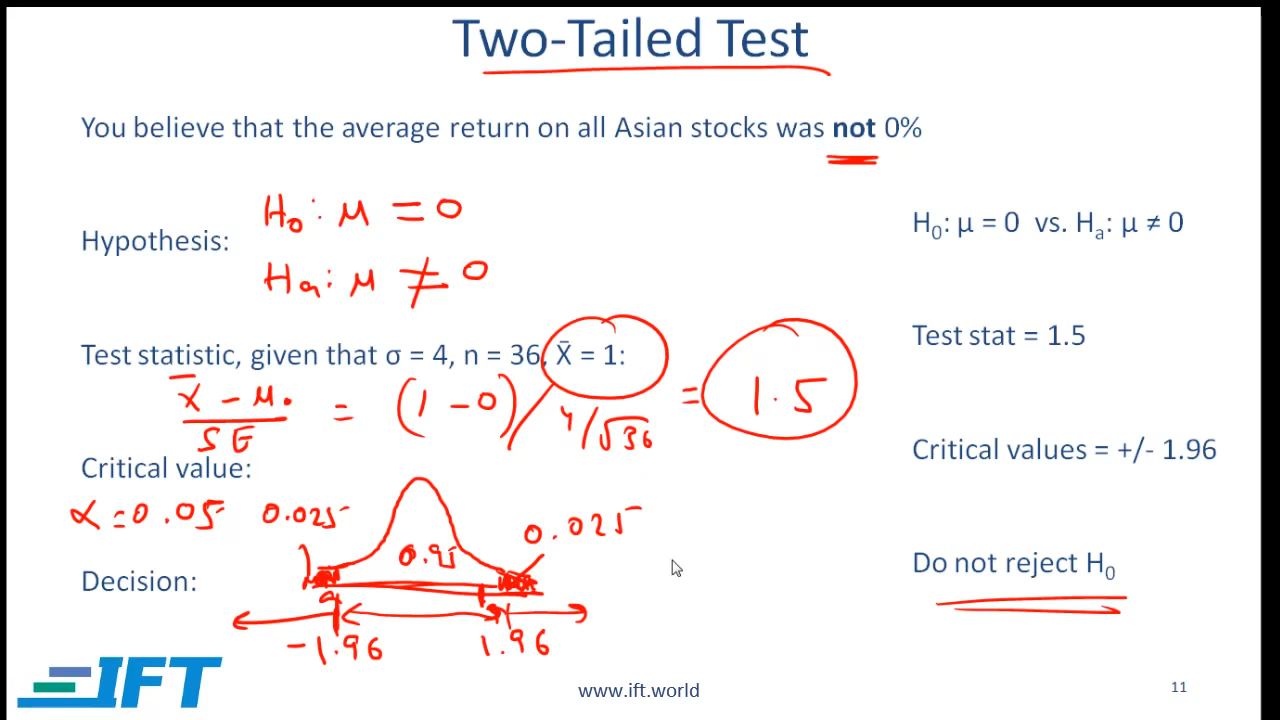 Two-Tailed Test
You believe that the average return on all Asian stocks was not 0%
H₀: μ = 0
Hypothesis:
H₀: μ = 0 vs. Hₐ: μ ≠ 0
Hₐ: μ ≠ 0
Test statistic, given that σ = 4, n = 36, X̄ = 1:
Test stat = 1.5
X̄ - μ₀ / SE = (1 - 0) / 4/√36 = 1.5
Critical value:
Critical values = +/- 1.96
α = 0.05 0.025 0.95 0.025
Decision:
Do not reject H₀
-1.96 1.96
IFT
www.ift.world
11